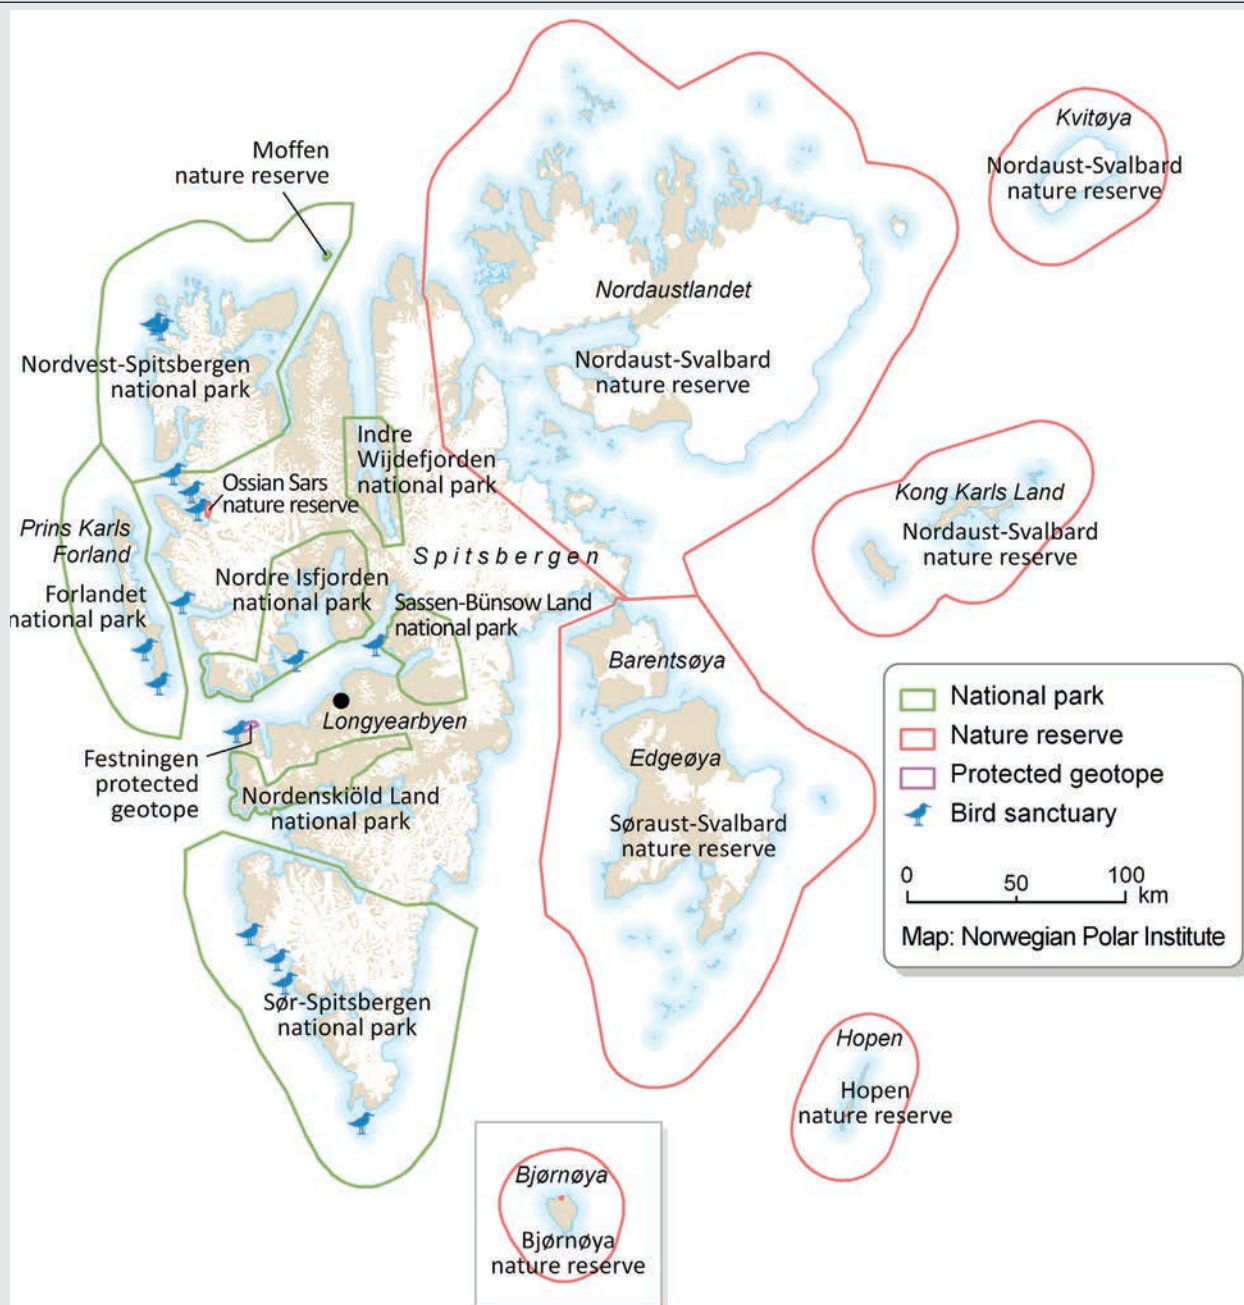 Kvitøya
Nordaust-Svalbard
nature reserve
Moffen
nature reserve
Nordaustlandet
Nordaust-Svalbard
nature reserve
Nordvest-Spitsbergen
national park
Indre
Wijdefjorden
national park
Ossian Sars
nature reserve
Kong Karls Land
Nordaust-Svalbard
nature reserve
Prins Karls
Forland
Spitsbergen
Nordre Isfjorden
national park
Forlandet
national park
Sassen-Bünsow Land
national park
Barentsøya
Longyearbyen
Festningen
protected
geotope
Edgeøya
Nordenskiöld Land
national park
Søraust-Svalbard
nature reserve
National park
Nature reserve
Protected geotope
Bird sanctuary
0 50 100
km
Map: Norwegian Polar Institute
Sør-Spitsbergen
national park
Hopen
Hopen
nature reserve
Bjørnøya
Bjørnøya
nature reserve